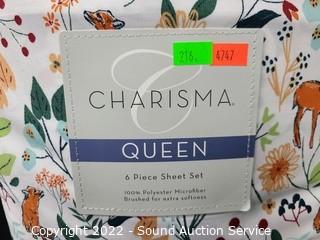 216. 4747
C
CHARISMA®
QUEEN
6 Piece Sheet Set
100% Polyester Microfiber
Brushed for extra softness
Copyright 2022 - Sound Auction Service